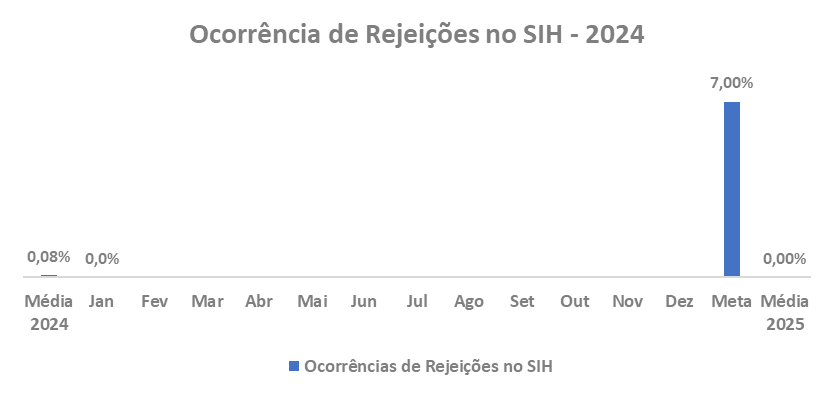 Ocorrência de Rejeições no SIH - 2024
7,00%
0,08%
0,0%
0,00%
Média 2024
Jan
Fev
Mar
Abr
Mai
Jun
Jul
Ago
Set
Out
Nov
Dez
Meta
Média 2025
Ocorrências de Rejeições no SIH